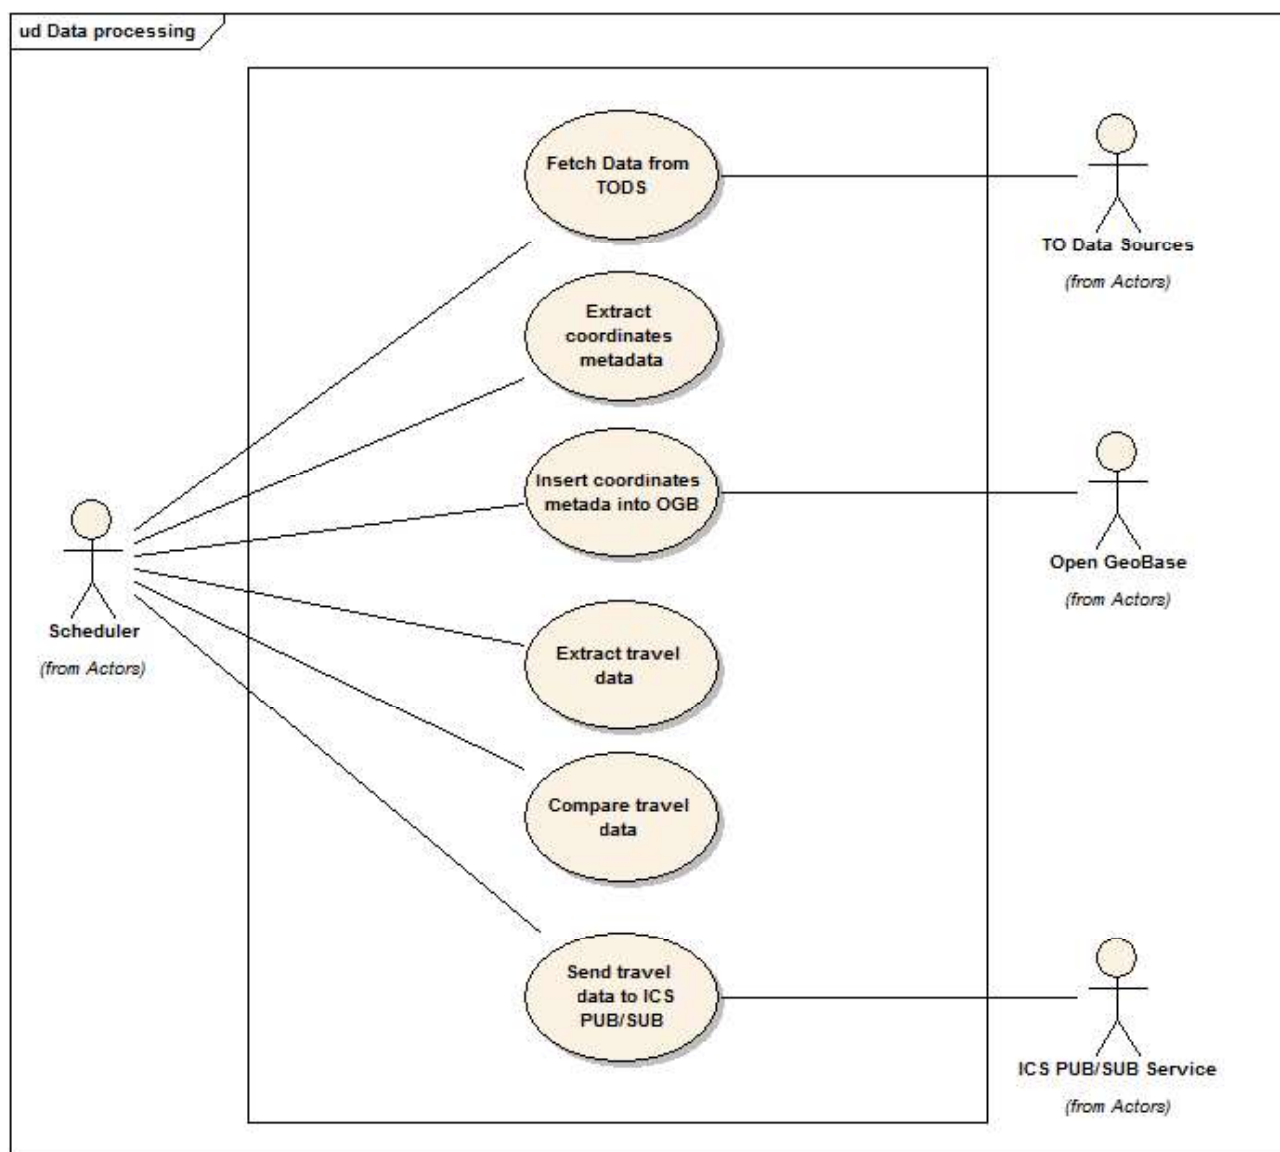 ud Data processing
Fetch Data from
TODS
TO Data Sources
(from Actors)
Extract
coordinates
metadata
Insert coordinates
metada into OGB
Open GeoBase
(from Actors)
Scheduler
(from Actors)
Extract travel
data
Compare travel
data
Send travel
data to ICS
PUB/SUB
ICS PUB/SUB Service
(from Actors)